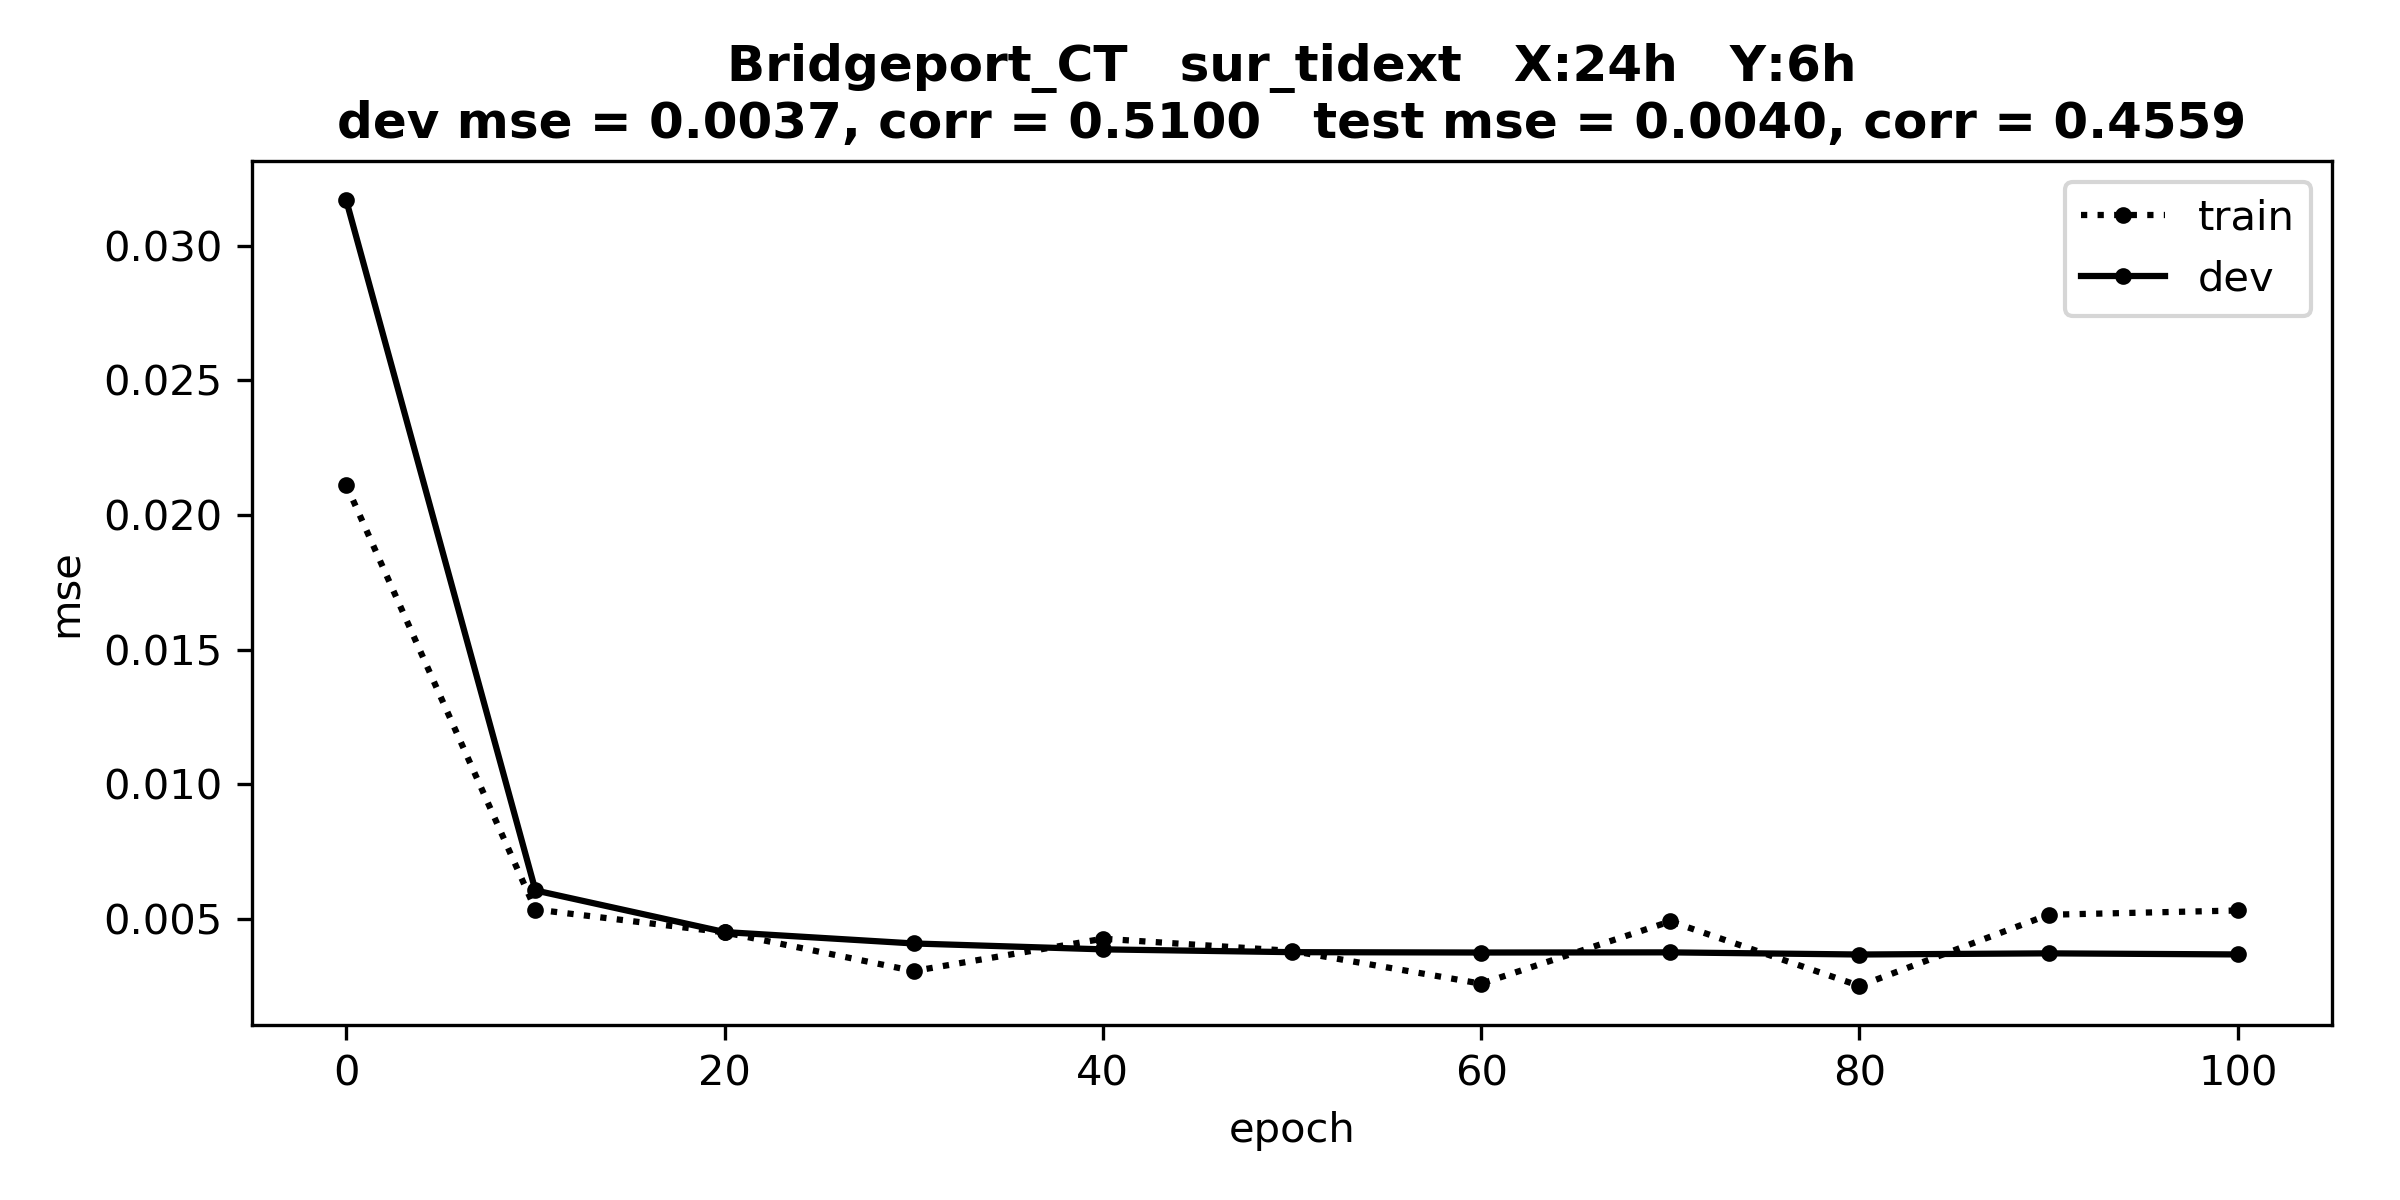 Bridgeport_CT   sur_tidext   X:24h   Y:6h
dev mse = 0.0037, corr = 0.5100   test mse = 0.0040, corr = 0.4559
train
dev
0.030
0.025
0.020
0.015
0.010
0.005
mse
0 20 40 60 80 100
epoch